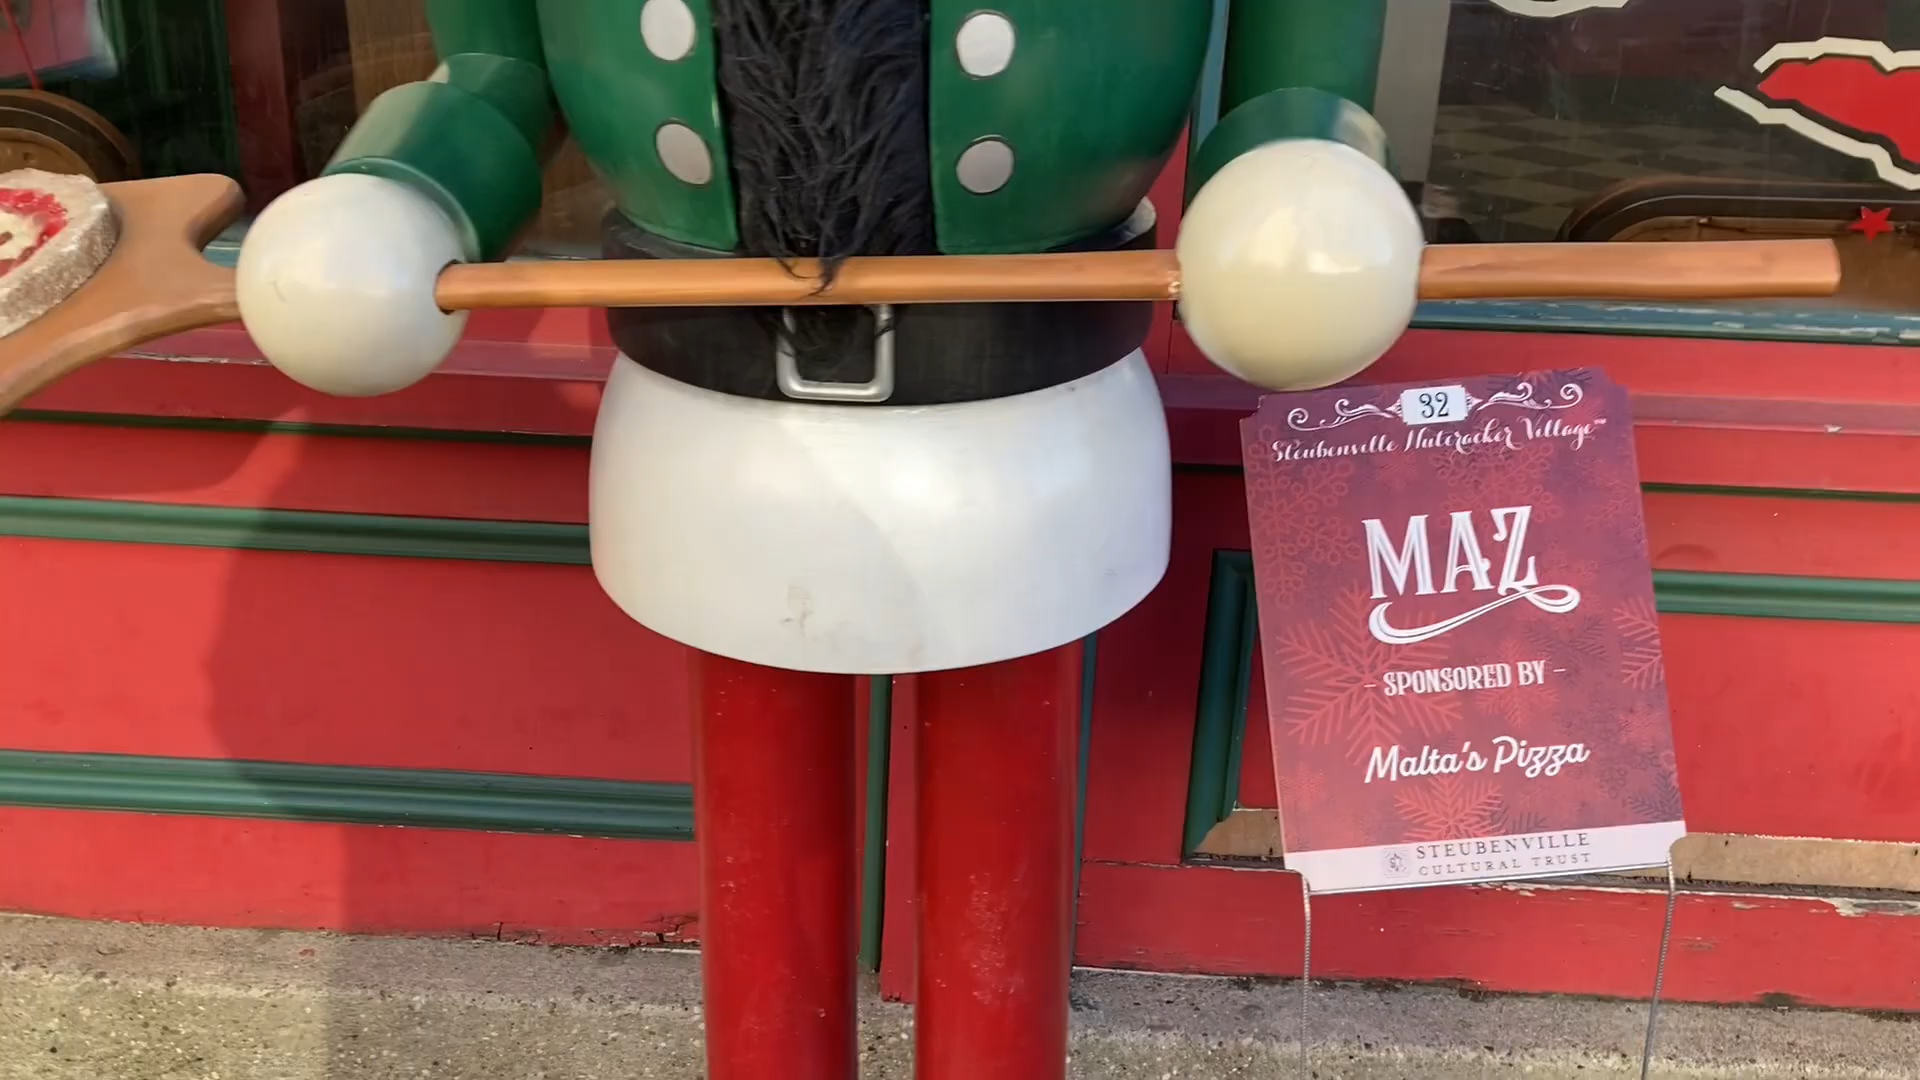 32
Steubenville Nutcracker Village™
MAZ
- SPONSORED BY -
Malta's Pizza
STEUBENVILLE
CULTURAL TRUST